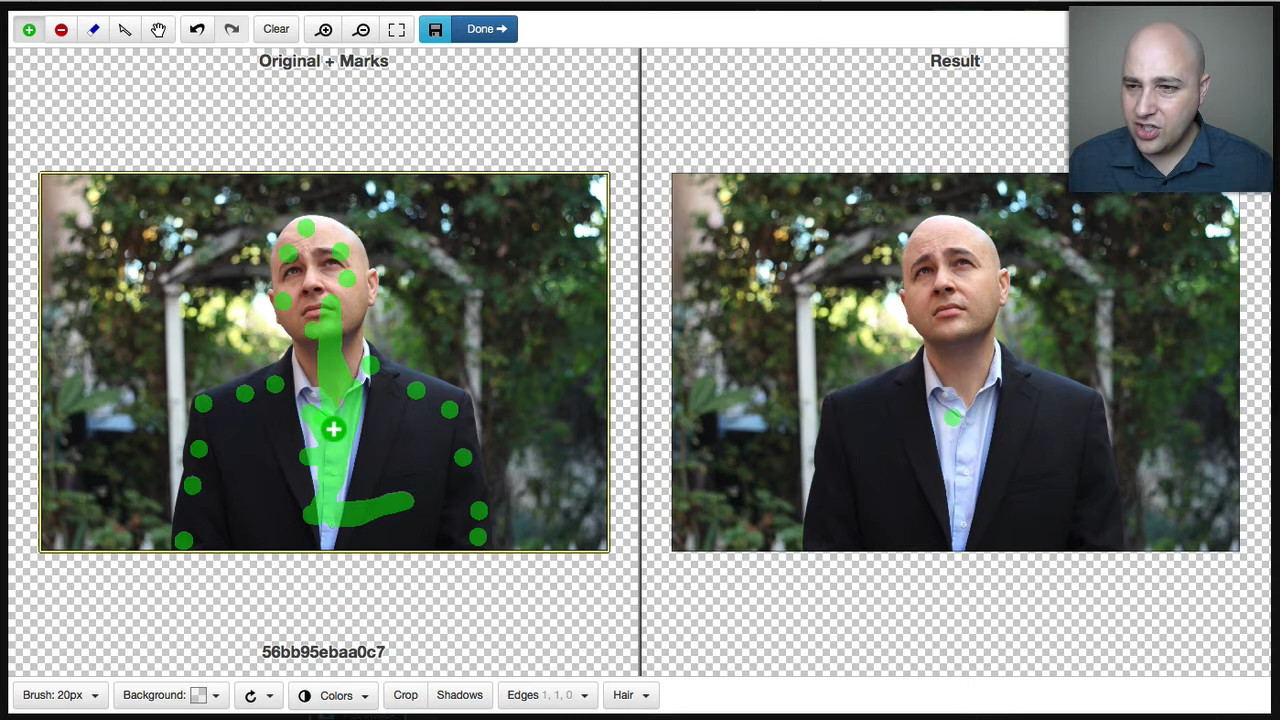 Clear
Done
Original + Marks
Result
56bb95ebaa0c7
Brush: 20px
Background:
Colors
Crop
Shadows
Edges 1, 1, 0
Hair